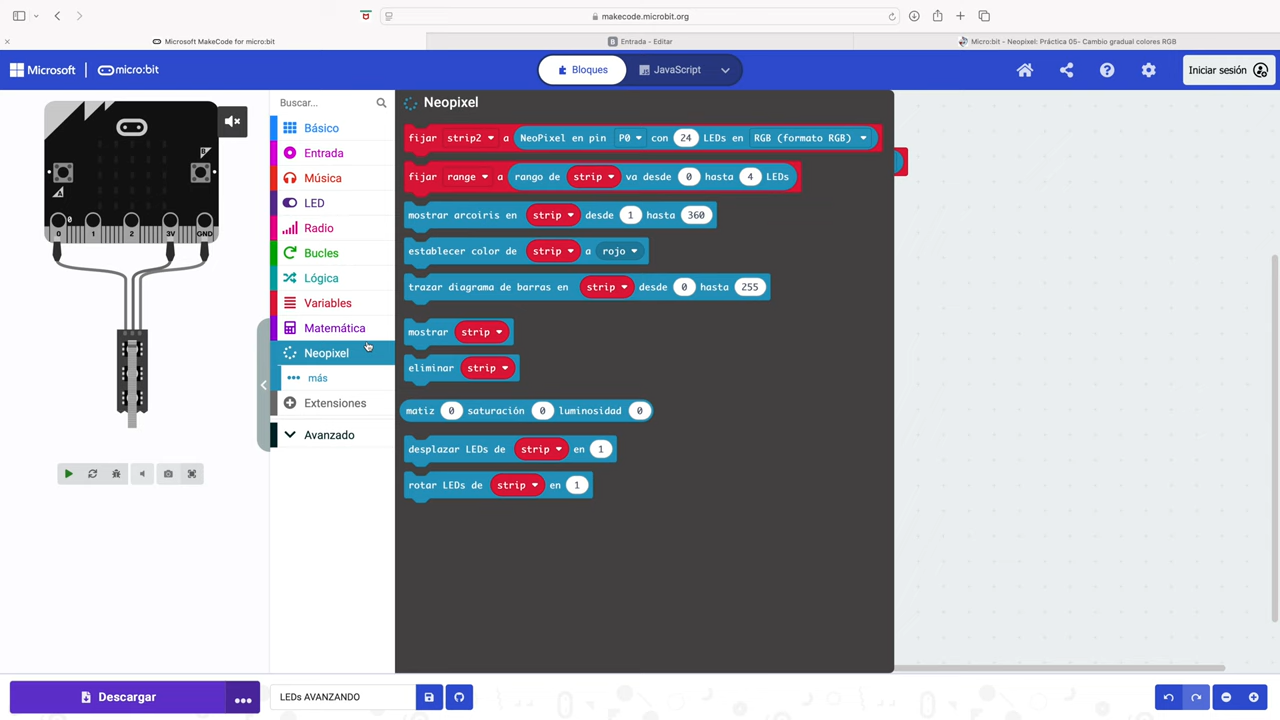 makecode.microbit.org
Microsoft MakeCode for micro:bit
Entrada - Editar
Micro:bit - Neopixel: Práctica 05- Cambio gradual colores RGB
Microsoft
micro:bit
Bloques
JavaScript
Iniciar sesión
Buscar...
Básico
Entrada
Música
LED
Radio
Bucles
Lógica
Variables
Matemática
Neopixel
más
Extensiones
Avanzado
A
B
0
0 1 2 3V GND
Neopixel
fijar strip2 a NeoPixel en pin P0 con 24 LEDs en RGB (formato RGB)
fijar range a rango de strip va desde 0 hasta 4 LEDs
mostrar arcoiris en strip desde 1 hasta 360
establecer color de strip a rojo
trazar diagrama de barras en strip desde 0 hasta 255
mostrar strip
eliminar strip
matiz 0 saturación 0 luminosidad 0
desplazar LEDs de strip en 1
rotar LEDs de strip en 1
Descargar
LEDs AVANZANDO